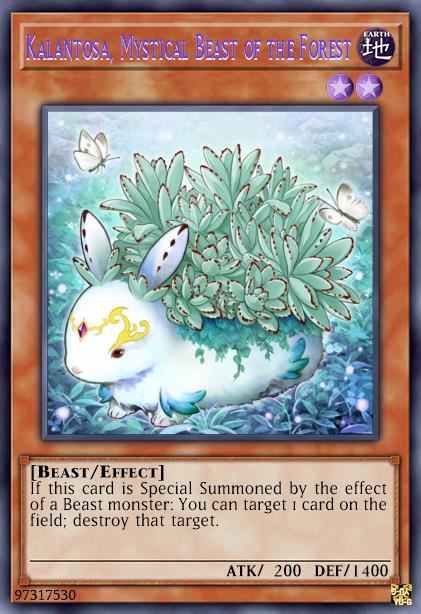 Kalantosa, Mystical Beast of the Forest
EARTH
地
[Beast/Effect]
If this card is Special Summoned by the effect
of a Beast monster: You can target 1 card on the
field; destroy that target.
ATK/ 200 DEF/1400
97317530